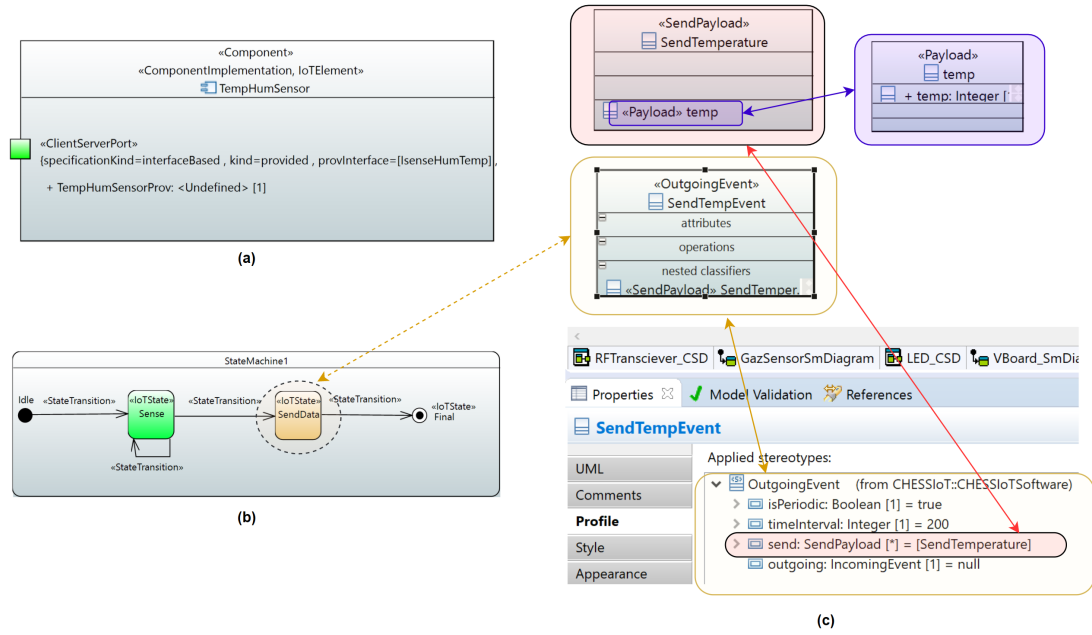 «Component»
«ComponentImplementation, IoTElement»
TempHumSensor
«ClientServerPort»
{specificationKind=interfaceBased , kind=provided , provInterface=[IsenseHumTemp] ,
+ TempHumSensorProv: <Undefined> [1]
(a)
StateMachine1
Idle
«StateTransition»
«IoTState»
Sense
«StateTransition»
«StateTransition»
«IoTState»
SendData
«StateTransition»
«IoTState»
Final
(b)
«SendPayload»
SendTemperature
«Payload» temp
«Payload»
temp
+ temp: Integer [
«OutgoingEvent»
SendTempEvent
attributes
operations
nested classifiers
«SendPayload» SendTemper.
RFTransciever_CSD
GazSensorSmDiagram
LED_CSD
VBoard_SmDia
Properties
Model Validation
References
SendTempEvent
UML
Comments
Profile
Style
Appearance
Applied stereotypes:
OutgoingEvent (from CHESSIoT::CHESSIoTSoftware)
isPeriodic: Boolean [1] = true
timeInterval: Integer [1] = 200
send: SendPayload [*] = [SendTemperature]
outgoing: IncomingEvent [1] = null
(c)